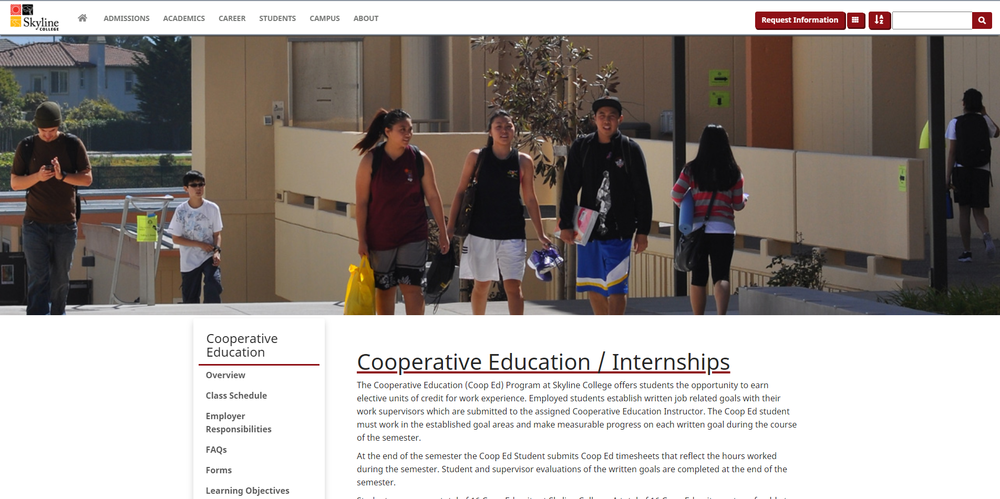 Skyline
COLLEGE
ADMISSIONS ACADEMICS CAREER STUDENTS CAMPUS ABOUT
Request Information
Cooperative
Education
Overview
Class Schedule
Employer
Responsibilities
FAQs
Forms
Learning Objectives
Cooperative Education / Internships
The Cooperative Education (Coop Ed) Program at Skyline College offers students the opportunity to earn
elective units of credit for work experience. Employed students establish written job related goals with their
work supervisors which are submitted to the assigned Cooperative Education Instructor. The Coop Ed student
must work in the established goal areas and make measurable progress on each written goal during the course
of the semester.
At the end of the semester the Coop Ed Student submits Coop Ed timesheets that reflect the hours worked
during the semester. Student and supervisor evaluations of the written goals are completed at the end of the
semester.